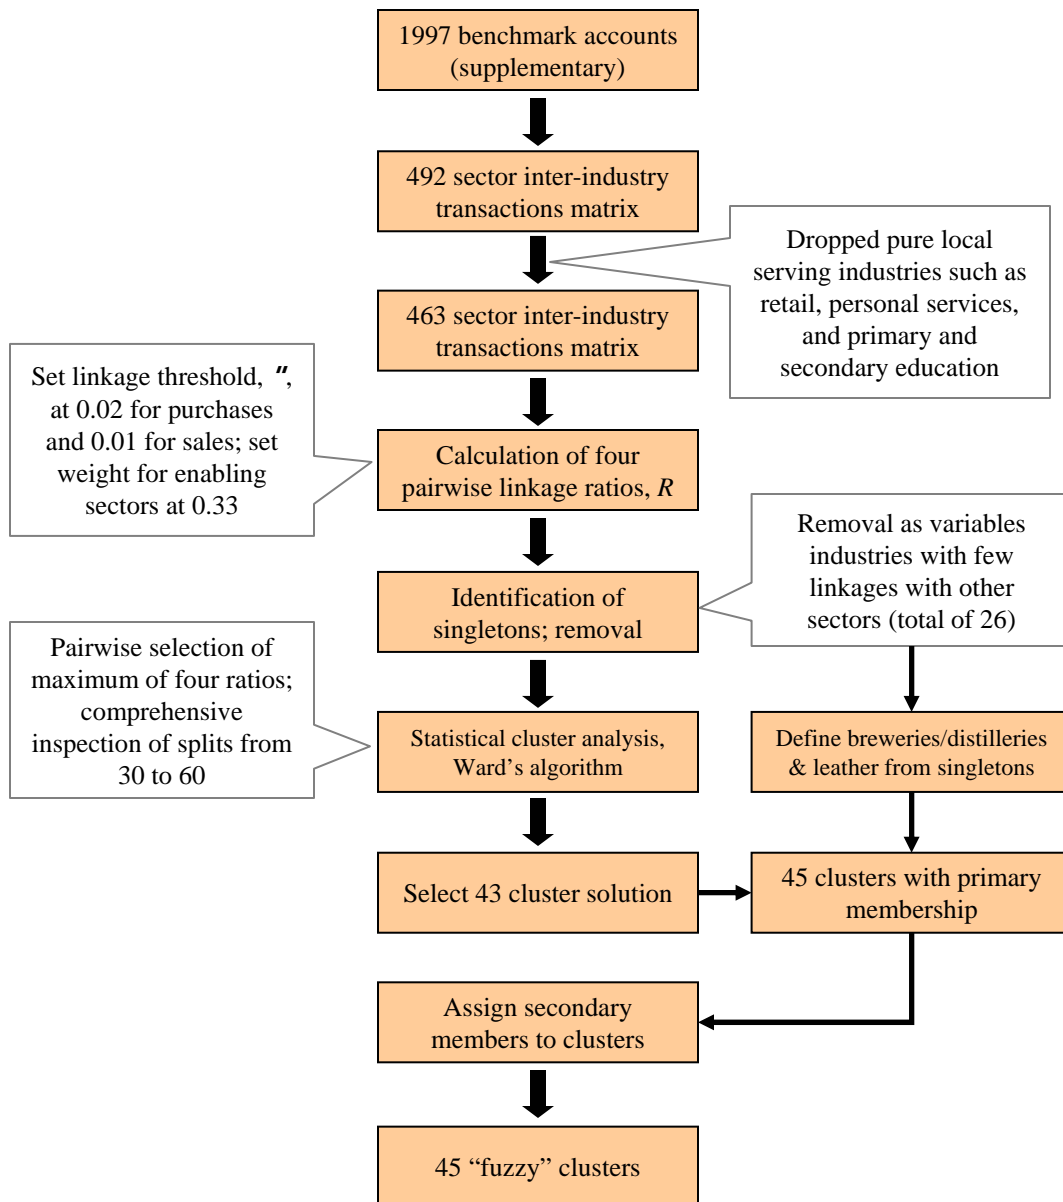 1997 benchmark accounts
(supplementary)
492 sector inter-industry
transactions matrix
Dropped pure local
serving industries such as
retail, personal services,
and primary and
secondary education
463 sector inter-industry
transactions matrix
Set linkage threshold, ",
at 0.02 for purchases
and 0.01 for sales; set
weight for enabling
sectors at 0.33
Calculation of four
pairwise linkage ratios, R
Removal as variables
industries with few
linkages with other
sectors (total of 26)
Identification of
singletons; removal
Pairwise selection of
maximum of four ratios;
comprehensive
inspection of splits from
30 to 60
Statistical cluster analysis,
Ward’s algorithm
Define breweries/distilleries
& leather from singletons
Select 43 cluster solution
45 clusters with primary
membership
Assign secondary
members to clusters
45 “fuzzy” clusters